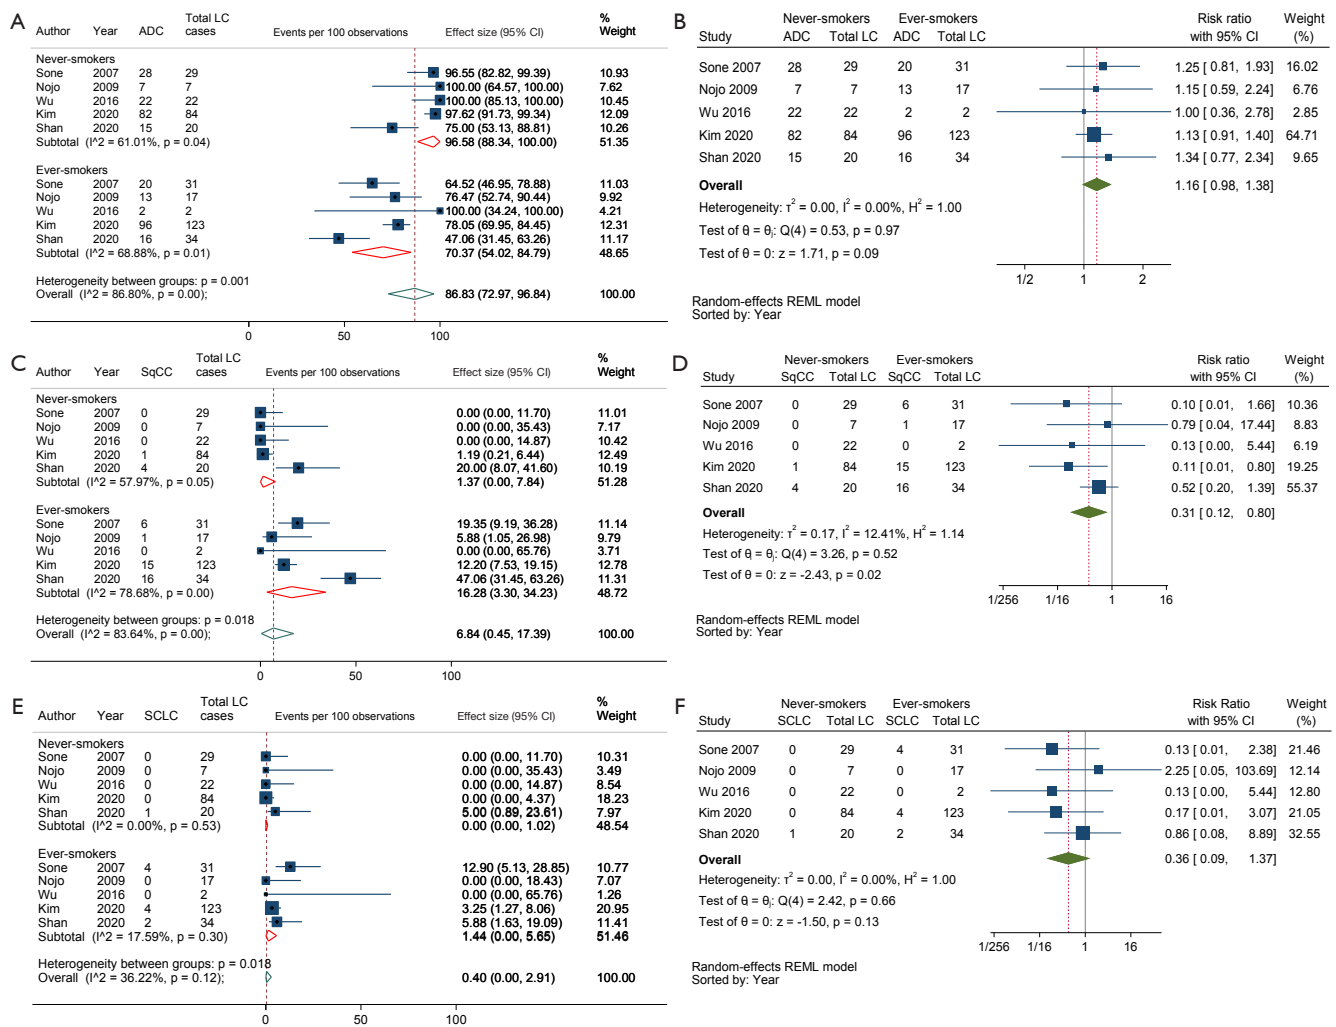 A
Author Year ADC Total LC cases Events per 100 observations Effect size (95% CI) % Weight
Never-smokers
Sone 2007 28 29 96.55 (82.82, 99.39) 10.93
Nojo 2009 7 7 100.00 (64.57, 100.00) 7.62
Wu 2016 22 22 100.00 (85.13, 100.00) 10.45
Kim 2020 82 84 97.62 (91.73, 99.34) 12.09
Shan 2020 15 20 75.00 (53.13, 88.81) 10.26
Subtotal (I^2 = 61.01%, p = 0.04) 96.58 (88.34, 100.00) 51.35
Ever-smokers
Sone 2007 20 31 64.52 (46.95, 78.88) 11.03
Nojo 2009 13 17 76.47 (52.74, 90.44) 9.92
Wu 2016 2 2 100.00 (34.24, 100.00) 4.21
Kim 2020 96 123 78.05 (69.95, 84.45) 12.31
Shan 2020 16 34 47.06 (31.45, 63.26) 11.17
Subtotal (I^2 = 68.88%, p = 0.01) 70.37 (54.02, 84.79) 48.65
Heterogeneity between groups: p = 0.001
Overall (I^2 = 86.80%, p = 0.00); 86.83 (72.97, 96.84) 100.00
0 50 100
B
Never-smokers Ever-smokers Risk ratio Weight
Study ADC Total LC ADC Total LC with 95% CI (%)
Sone 2007 28 29 20 31 1.25 [ 0.81, 1.93] 16.02
Nojo 2009 7 7 13 17 1.15 [ 0.59, 2.24] 6.76
Wu 2016 22 22 2 2 1.00 [ 0.36, 2.78] 2.85
Kim 2020 82 84 96 123 1.13 [ 0.91, 1.40] 64.71
Shan 2020 15 20 16 34 1.34 [ 0.77, 2.34] 9.65
Overall 1.16 [ 0.98, 1.38]
Heterogeneity: τ² = 0.00, I² = 0.00%, H² = 1.00
Test of θᵢ = θⱼ: Q(4) = 0.53, p = 0.97
Test of θ = 0: z = 1.71, p = 0.09
1/2 1 2
Random-effects REML model
Sorted by: Year
C
Author Year SqCC Total LC cases Events per 100 observations Effect size (95% CI) % Weight
Never-smokers
Sone 2007 0 29 0.00 (0.00, 11.70) 11.01
Nojo 2009 0 7 0.00 (0.00, 35.43) 7.17
Wu 2016 0 22 0.00 (0.00, 14.87) 10.42
Kim 2020 1 84 1.19 (0.21, 6.44) 12.49
Shan 2020 4 20 20.00 (8.07, 41.60) 10.19
Subtotal (I^2 = 57.97%, p = 0.05) 1.37 (0.00, 7.84) 51.28
Ever-smokers
Sone 2007 6 31 19.35 (9.19, 36.28) 11.14
Nojo 2009 1 17 5.88 (1.05, 26.98) 9.79
Wu 2016 0 2 0.00 (0.00, 65.76) 3.71
Kim 2020 15 123 12.20 (7.53, 19.15) 12.78
Shan 2020 16 34 47.06 (31.45, 63.26) 11.31
Subtotal (I^2 = 78.68%, p = 0.00) 16.28 (3.30, 34.23) 48.72
Heterogeneity between groups: p = 0.018
Overall (I^2 = 83.64%, p = 0.00); 6.84 (0.45, 17.39) 100.00
0 50 100
D
Never-smokers Ever-smokers Risk ratio Weight
Study SqCC Total LC SqCC Total LC with 95% CI (%)
Sone 2007 0 29 6 31 0.10 [ 0.01, 1.66] 10.36
Nojo 2009 0 7 1 17 0.79 [ 0.04, 17.44] 8.83
Wu 2016 0 22 0 2 0.13 [ 0.00, 5.44] 6.19
Kim 2020 1 84 15 123 0.11 [ 0.01, 0.80] 19.25
Shan 2020 4 20 16 34 0.52 [ 0.20, 1.39] 55.37
Overall 0.31 [ 0.12, 0.80]
Heterogeneity: τ² = 0.17, I² = 12.41%, H² = 1.14
Test of θᵢ = θⱼ: Q(4) = 3.26, p = 0.52
Test of θ = 0: z = -2.43, p = 0.02
1/256 1/16 1 16
Random-effects REML model
Sorted by: Year
E
Author Year SCLC Total LC cases Events per 100 observations Effect size (95% CI) % Weight
Never-smokers
Sone 2007 0 29 0.00 (0.00, 11.70) 10.31
Nojo 2009 0 7 0.00 (0.00, 35.43) 3.49
Wu 2016 0 22 0.00 (0.00, 14.87) 8.54
Kim 2020 0 84 0.00 (0.00, 4.37) 18.23
Shan 2020 1 20 5.00 (0.89, 23.61) 7.97
Subtotal (I^2 = 0.00%, p = 0.53) 0.00 (0.00, 1.02) 48.54
Ever-smokers
Sone 2007 4 31 12.90 (5.13, 28.85) 10.77
Nojo 2009 0 17 0.00 (0.00, 18.43) 7.07
Wu 2016 0 2 0.00 (0.00, 65.76) 1.26
Kim 2020 4 123 3.25 (1.27, 8.06) 20.95
Shan 2020 2 34 5.88 (1.63, 19.09) 11.41
Subtotal (I^2 = 17.59%, p = 0.30) 1.44 (0.00, 5.65) 51.46
Heterogeneity between groups: p = 0.018
Overall (I^2 = 36.22%, p = 0.12); 0.40 (0.00, 2.91) 100.00
0 50 100
F
Never-smokers Ever-smokers Risk Ratio Weight
Study SCLC Total LC SCLC Total LC with 95% CI (%)
Sone 2007 0 29 4 31 0.13 [ 0.01, 2.38] 21.46
Nojo 2009 0 7 0 17 2.25 [ 0.05, 103.69] 12.14
Wu 2016 0 22 0 2 0.13 [ 0.00, 5.44] 12.80
Kim 2020 0 84 4 123 0.17 [ 0.01, 3.07] 21.05
Shan 2020 1 20 2 34 0.86 [ 0.08, 8.89] 32.55
Overall 0.36 [ 0.09, 1.37]
Heterogeneity: τ² = 0.00, I² = 0.00%, H² = 1.00
Test of θᵢ = θⱼ: Q(4) = 2.42, p = 0.66
Test of θ = 0: z = -1.50, p = 0.13
1/256 1/16 1 16
Random-effects REML model
Sorted by: Year